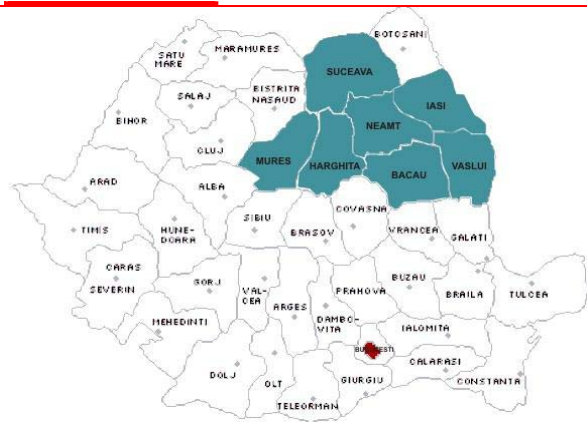 BOTOSANI
SATU
MARE
MARAMURES
SUCEAVA
BISTRITA
NASAUD
SALAJ
IASI
BIHOR
NEAMT
CLUJ
MURES
HARGHITA
BACAU
VASLUI
ARAD
ALBA
COVASNA
SIBIU
BRASOV
VRANCEA
GALATI
TIMIS
HUNE-
DOARA
CARAS
SEVERIN
GORJ
VAL-
CEA
ARGES
PRAHOVA
BUZAU
BRAILA
TULCEA
DAMBO-
VITA
MEHEDINTI
IALOMITA
BUCURESTI
CALARASI
DOLJ
OLT
GIURGIU
CONSTANTA
TELEORMAN